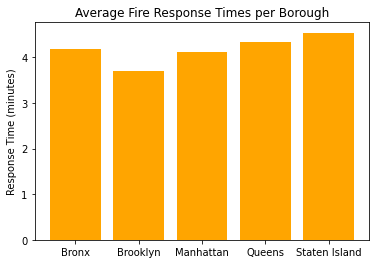 Average Fire Response Times per Borough
Response Time (minutes)
4
3
2
1
0
Bronx Brooklyn Manhattan Queens Staten Island